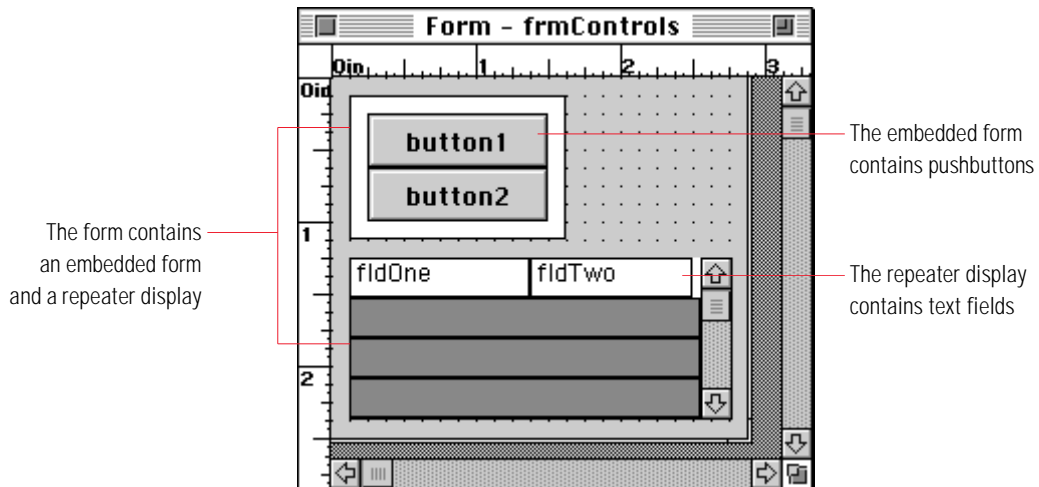 Form - frmControls
0in 1 2 3
0id
button1
button2
1
fldOne fldTwo
2
The embedded form
contains pushbuttons
The form contains
an embedded form
and a repeater display
The repeater display
contains text fields